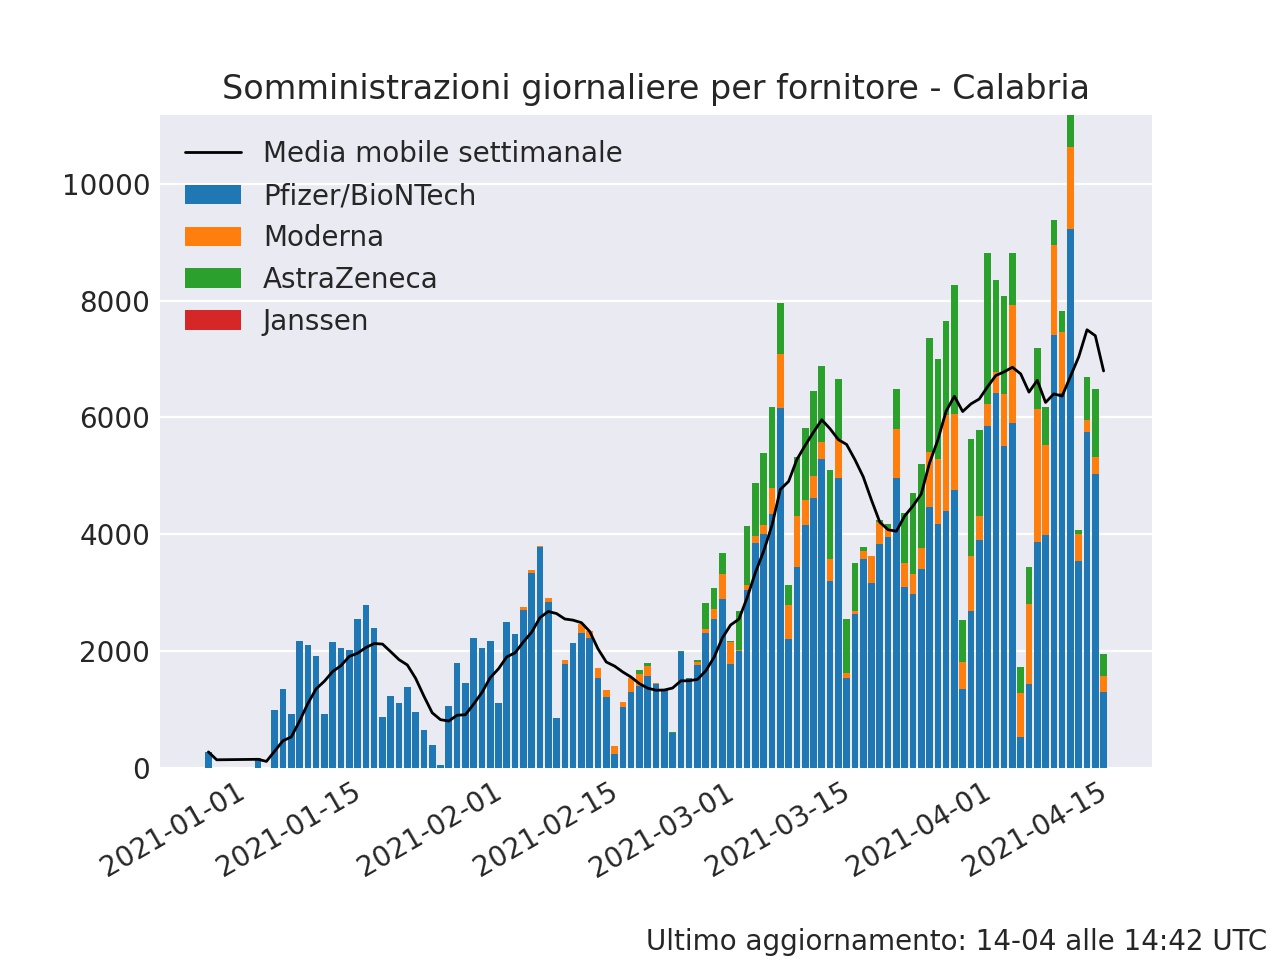 Somministrazioni giornaliere per fornitore - Calabria
Media mobile settimanale
Pfizer/BioNTech
Moderna
AstraZeneca
Janssen
10000
8000
6000
4000
2000
0
2021-01-01
2021-01-15
2021-02-01
2021-02-15
2021-03-01
2021-03-15
2021-04-01
2021-04-15
Ultimo aggiornamento: 14-04 alle 14:42 UTC